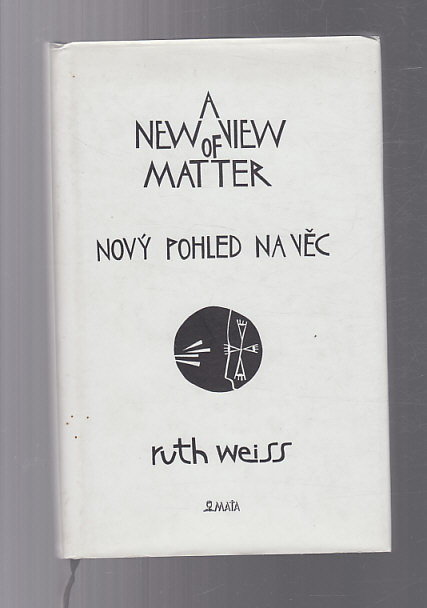 A
NEW VIEW
OF
MATTER
NOVÝ POHLED NA VĚC
ruth weiss
MAŤA